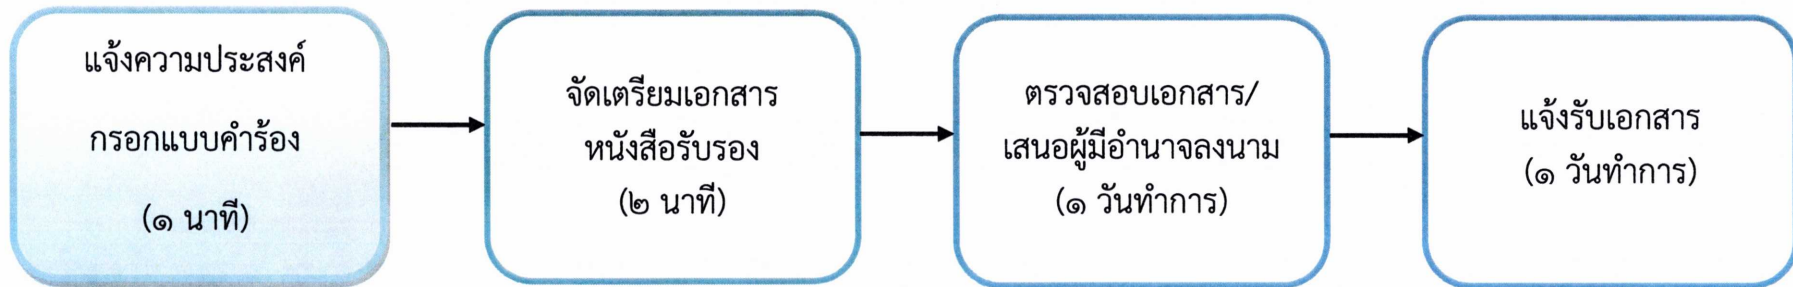 แจ้งความประสงค์
กรอกแบบคำร้อง
(๑ นาที)
จัดเตรียมเอกสาร
หนังสือรับรอง
(๒ นาที)
ตรวจสอบเอกสาร/
เสนอผู้มีอำนาจลงนาม
(๑ วันทำการ)
แจ้งรับเอกสาร
(๑ วันทำการ)